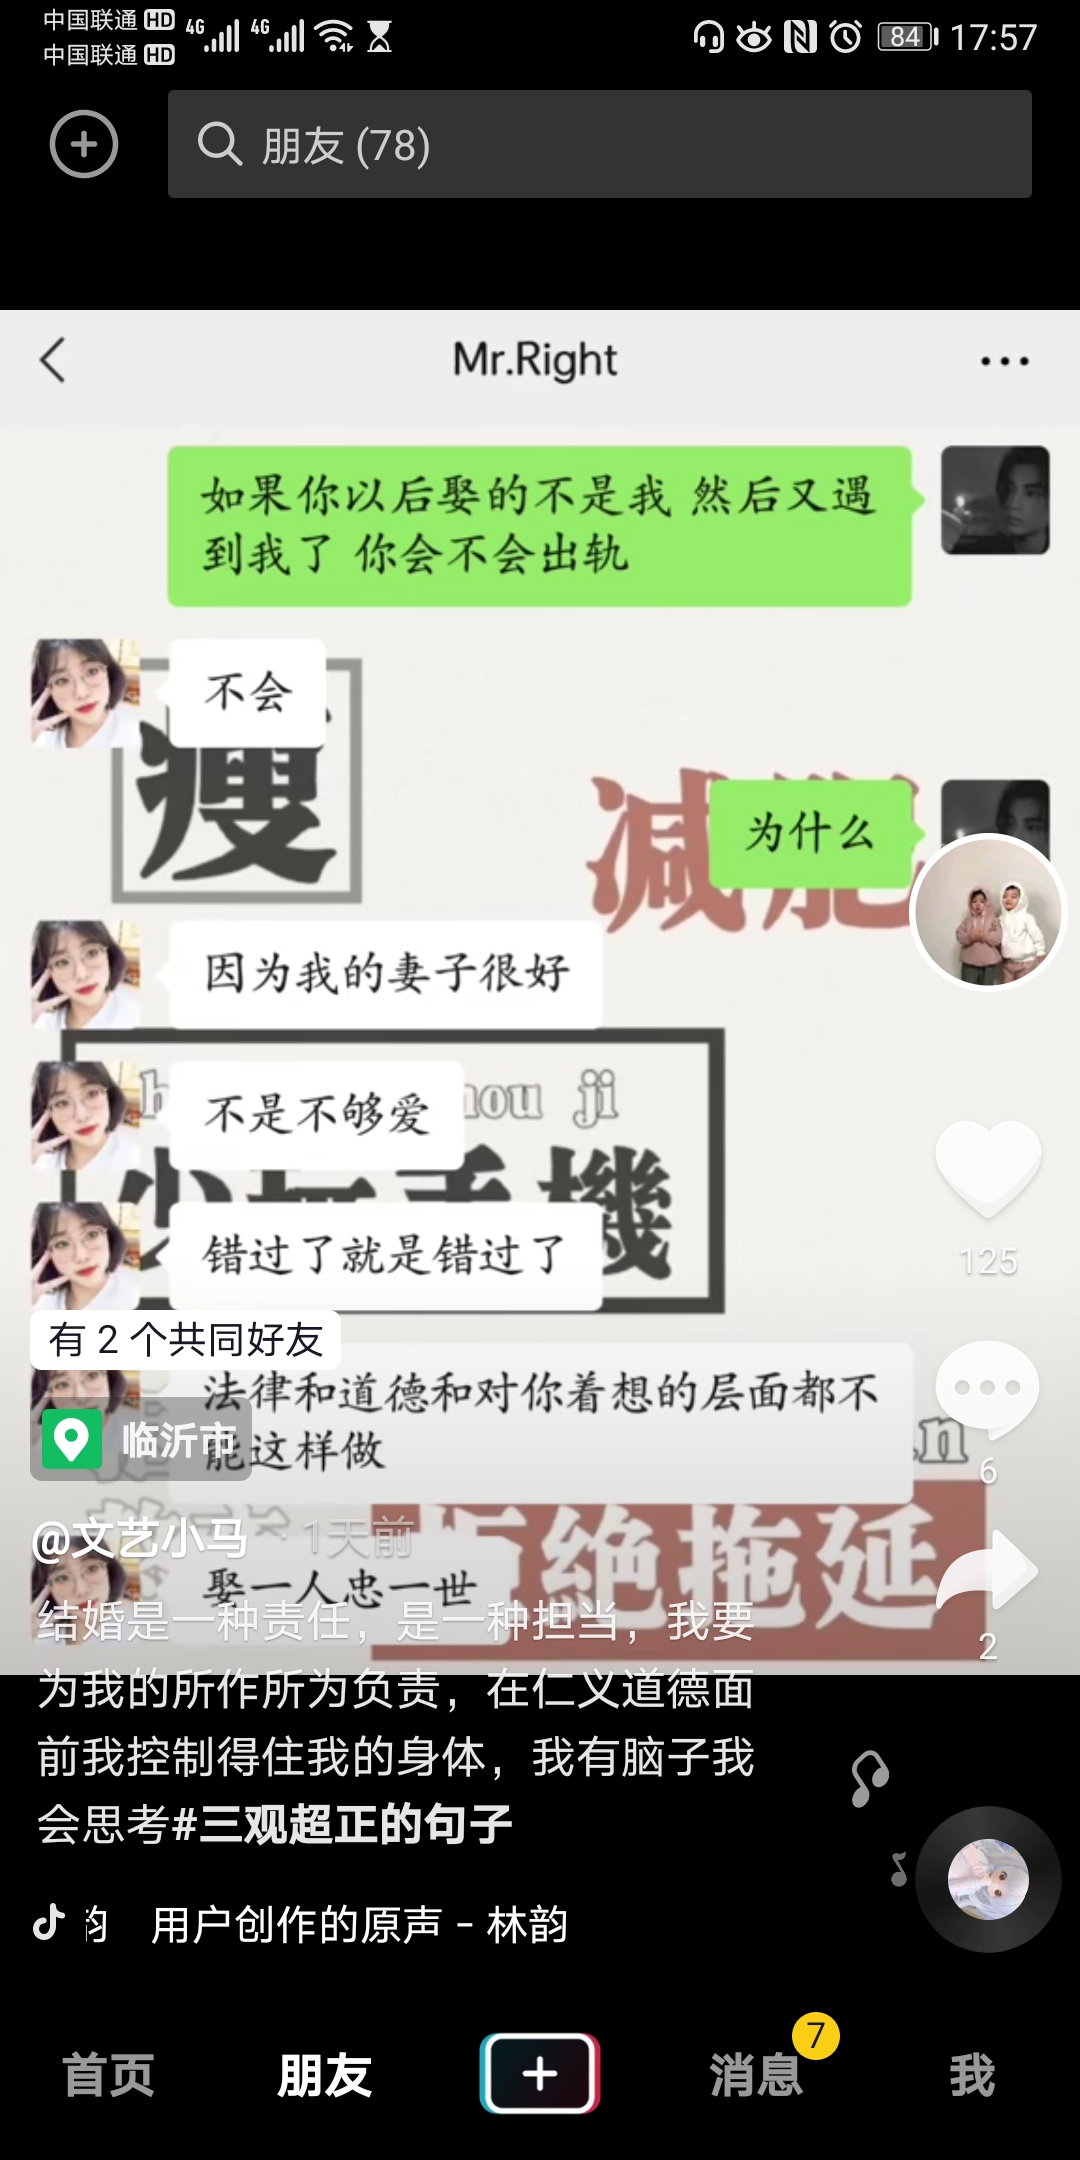 中国联通 HD 4G 4G 84 17:57
中国联通 HD
朋友 (78)
Mr.Right
如果你以后娶的不是我 然后又遇
到我了 你会不会出轨
不会
瘦
减肥
为什么
因为我的妻子很好
ou ji
不是不够爱
手機
错过了就是错过了
125
有 2 个共同好友
法律和道德和对你着想的层面都不
能这样做
临沂市
6
@文艺小马 · 1天前
拒绝拖延
娶一人忠一世
2
结婚是一种责任，是一种担当，我要
为我的所作所为负责，在仁义道德面
前我控制得住我的身体，我有脑子我
会思考#三观超正的句子
韵 用户创作的原声 - 林韵
首页 朋友 消息 7 我